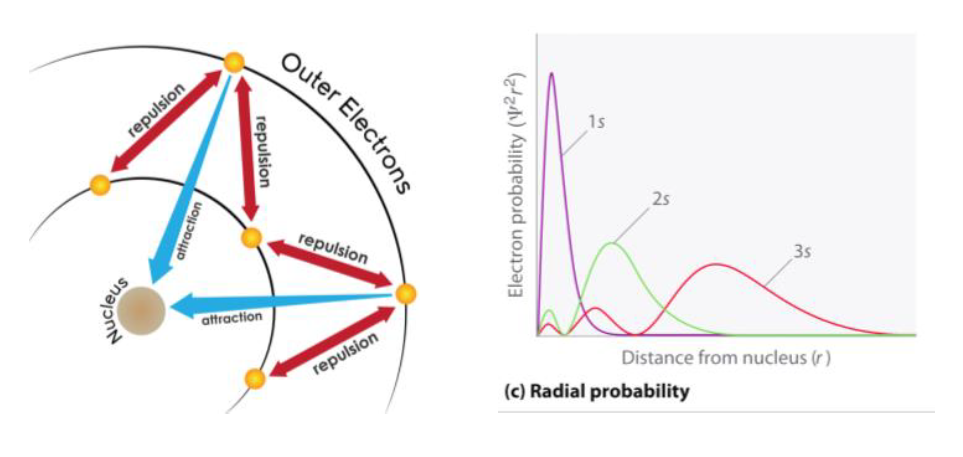 Outer Electrons
repulsion
repulsion
attraction
repulsion
Nucleus
attraction
repulsion
Electron probability (Ψ²r²)
1s
2s
3s
Distance from nucleus (r)
(c) Radial probability